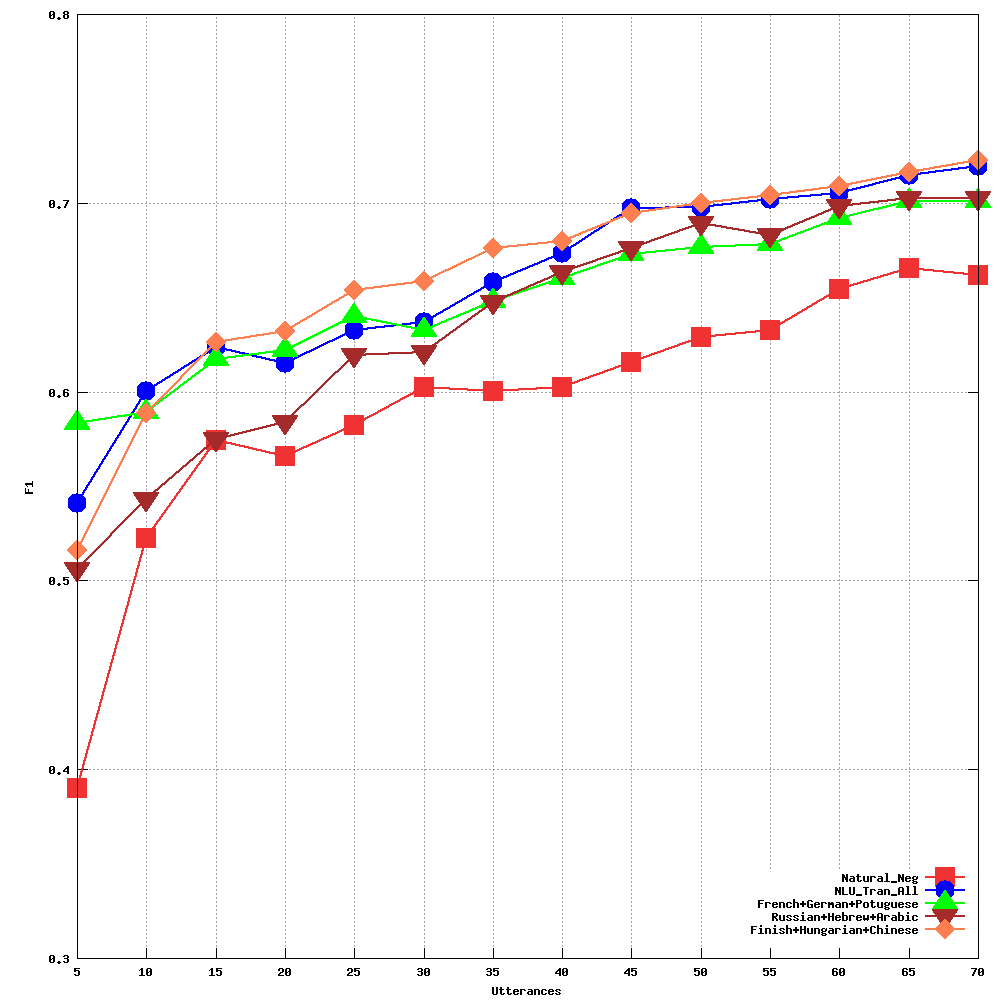 0.8
0.7
0.6
F1
0.5
0.4
Natural_Neg
NLU_Tran_All
French+German+Potuguese
Russian+Hebrew+Arabic
Finish+Hungarian+Chinese
0.3
5 10 15 20 25 30 35 40 45 50 55 60 65 70
Utterances